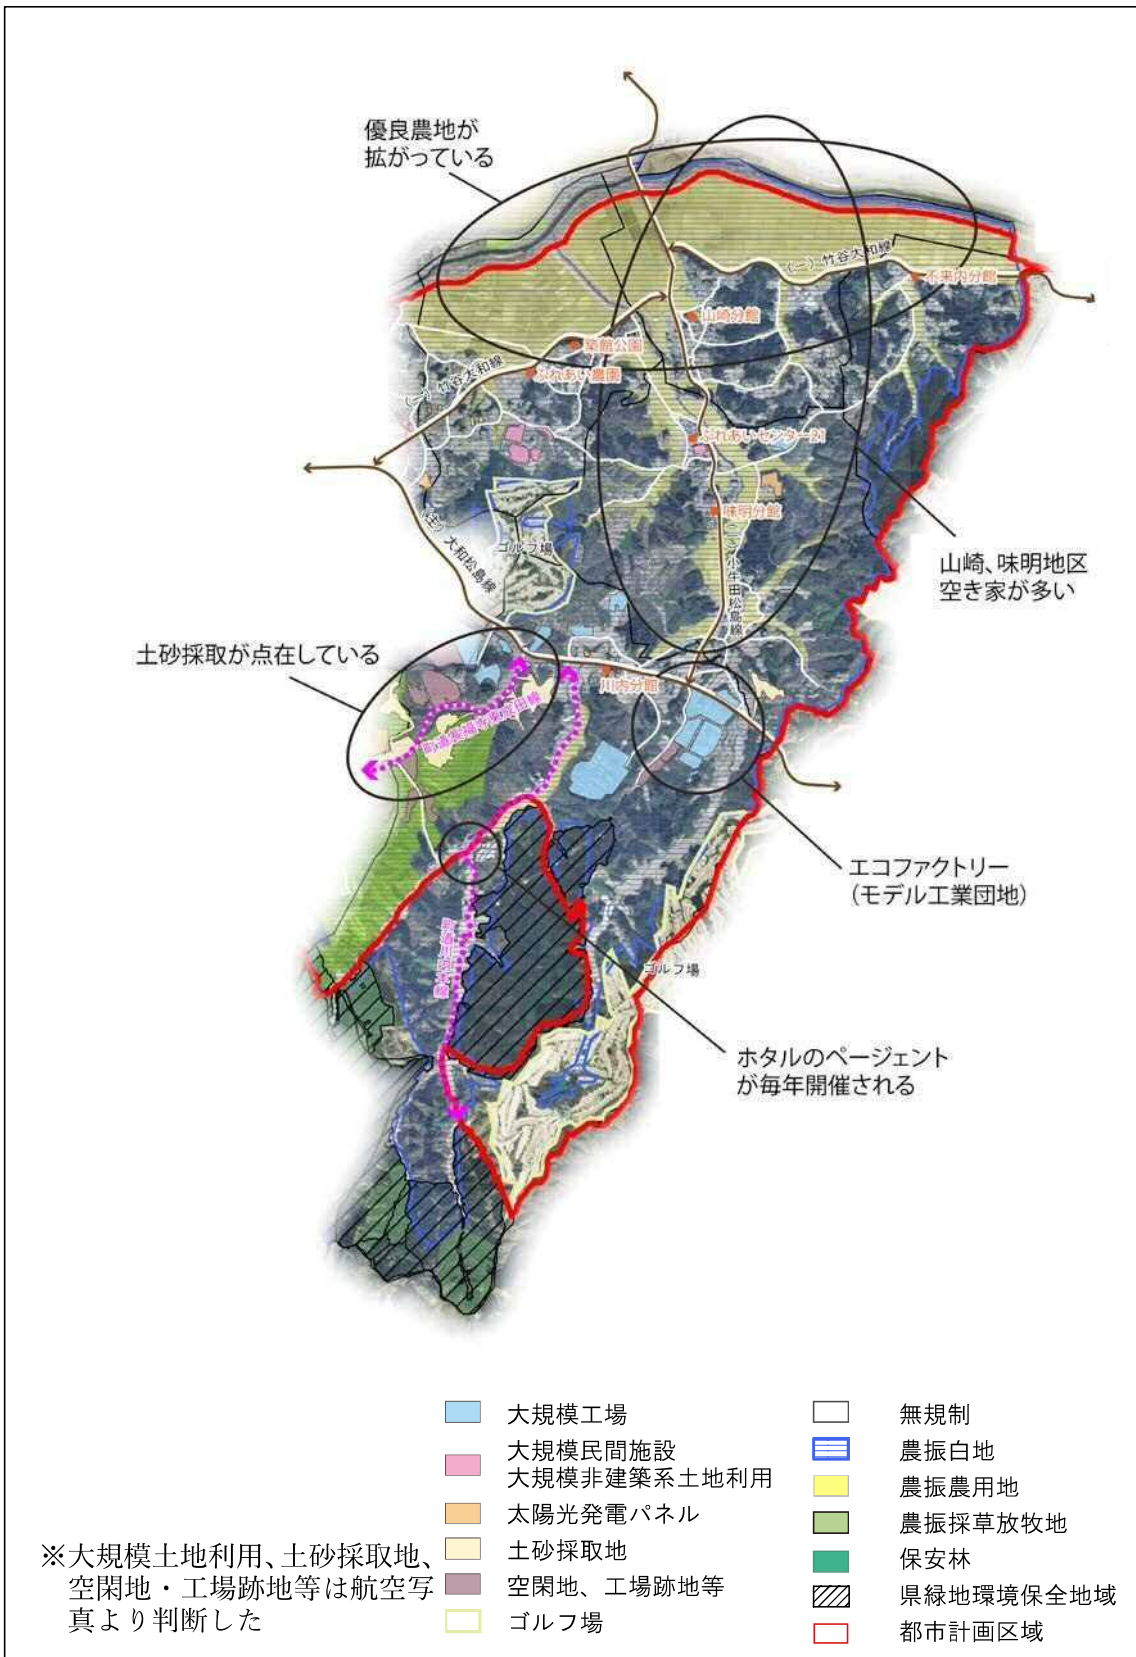 優良農地が
拡がっている
(一)竹谷大和線
不来内分館
山崎分館
築館公園
ふれあい農園
(一)竹谷大和線
ふれあいセンター21
味明分館
(主)大和松島線
ゴルフ場
(一)小牛田松島線
山崎、味明地区
空き家が多い
土砂採取が点在している
川内分館
エコファクトリー
(モデル工業団地)
ゴルフ場
ホタルのページェント
が毎年開催される
大規模工場
大規模民間施設
大規模非建築系土地利用
太陽光発電パネル
土砂採取地
空閑地、工場跡地等
ゴルフ場
無規制
農振白地
農振農用地
農振採草放牧地
保安林
県緑地環境保全地域
都市計画区域
※大規模土地利用、土砂採取地、
空閑地・工場跡地等は航空写
真より判断した